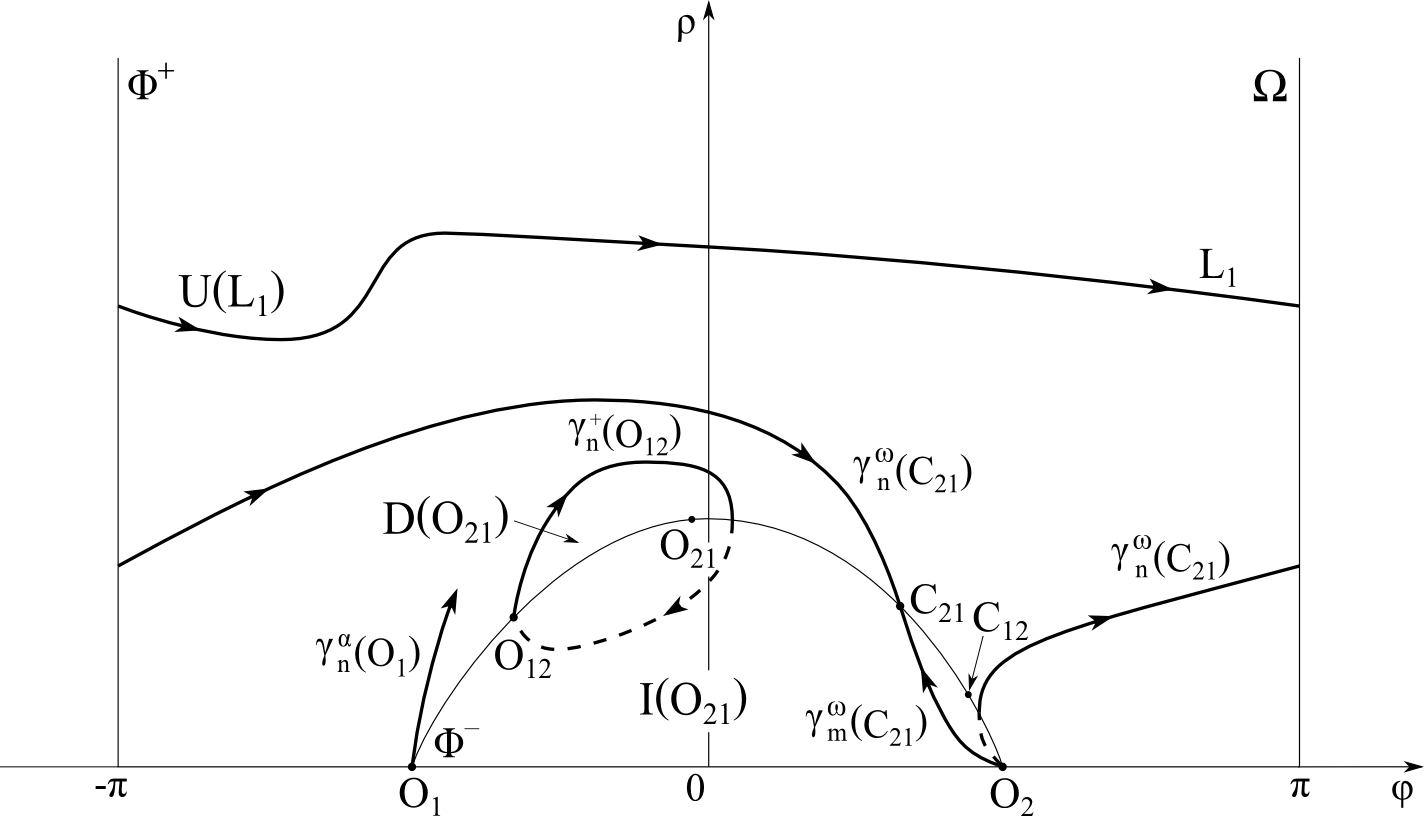 ρ
Φ⁺ Ω
U(L₁) L₁
γₙ⁺(O₁₂)
γₙ^ω(C₂₁)
D(O₂₁)
O₂₁
γₙ^ω(C₂₁)
C₂₁ C₁₂
γₙ^α(O₁) O₁₂
I(O₂₁) γₘ^ω(C₂₁)
Φ⁻
-π O₁ 0 O₂ π φ